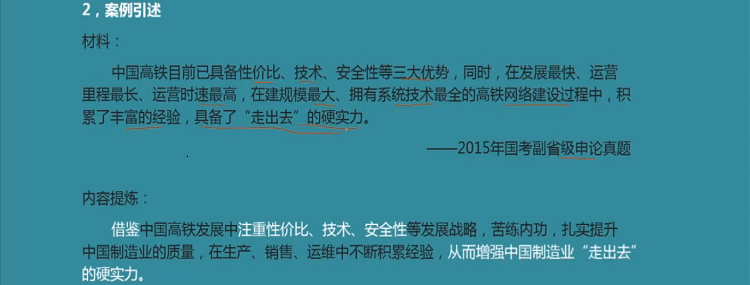 2，案例引述
材料：
中国高铁目前已具备性价比、技术、安全性等三大优势，同时，在发展最快、运营
里程最长、运营时速最高，在建规模最大、拥有系统技术最全的高铁网络建设过程中，积
累了丰富的经验，具备了“走出去”的硬实力。
——2015年国考副省级申论真题
内容提炼：
借鉴中国高铁发展中注重性价比、技术、安全性等发展战略，苦练内功，扎实提升
中国制造业的质量，在生产、销售、运维中不断积累经验，从而增强中国制造业“走出去”
的硬实力。